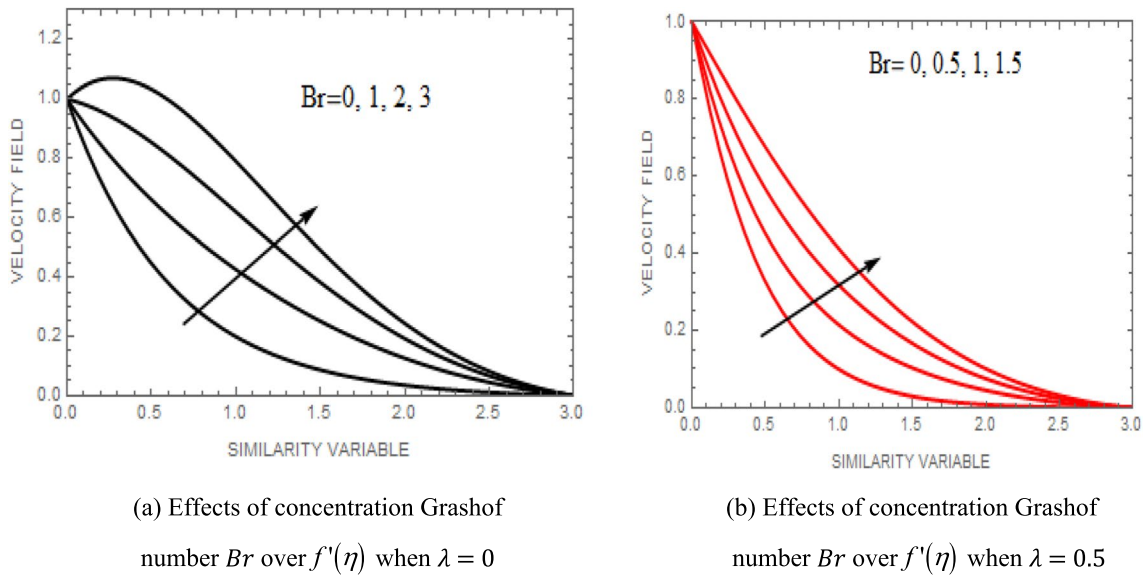 Br=0, 1, 2, 3
VELOCITY FIELD
1.2
1.0
0.8
0.6
0.4
0.2
0.0
0.0 0.5 1.0 1.5 2.0 2.5 3.0
SIMILARITY VARIABLE
(a) Effects of concentration Grashof
number Br over f'(η) when λ = 0
Br= 0, 0.5, 1, 1.5
VELOCITY FIELD
1.0
0.8
0.6
0.4
0.2
0.0
0.0 0.5 1.0 1.5 2.0 2.5 3.0
SIMILARITY VARIABLE
(b) Effects of concentration Grashof
number Br over f'(η) when λ = 0.5